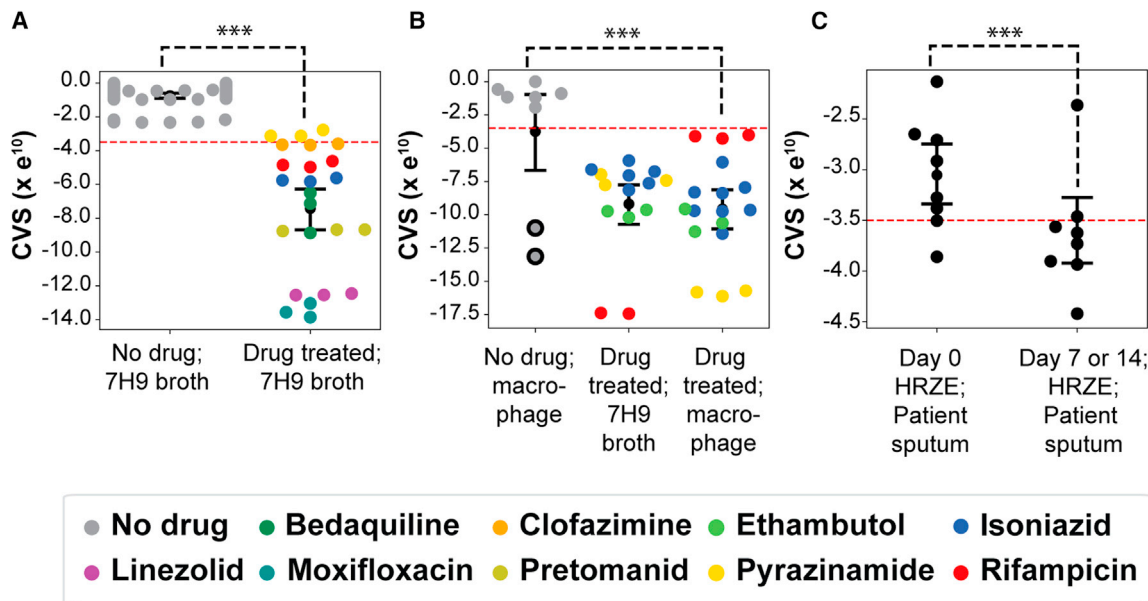 A
***
CVS (x e10)
0.0
-2.0
-4.0
-6.0
-8.0
-10.0
-12.0
-14.0
No drug;
7H9 broth
Drug treated;
7H9 broth
B
***
CVS (x e10)
0.0
-2.5
-5.0
-7.5
-10.0
-12.5
-15.0
-17.5
No drug;
macro-
phage
Drug
treated;
7H9
broth
Drug
treated;
macro-
phage
C
***
CVS (x e10)
-2.5
-3.0
-3.5
-4.0
-4.5
Day 0
HRZE;
Patient
sputum
Day 7 or 14;
HRZE;
Patient
sputum
No drug Bedaquiline Clofazimine Ethambutol Isoniazid
Linezolid Moxifloxacin Pretomanid Pyrazinamide Rifampicin